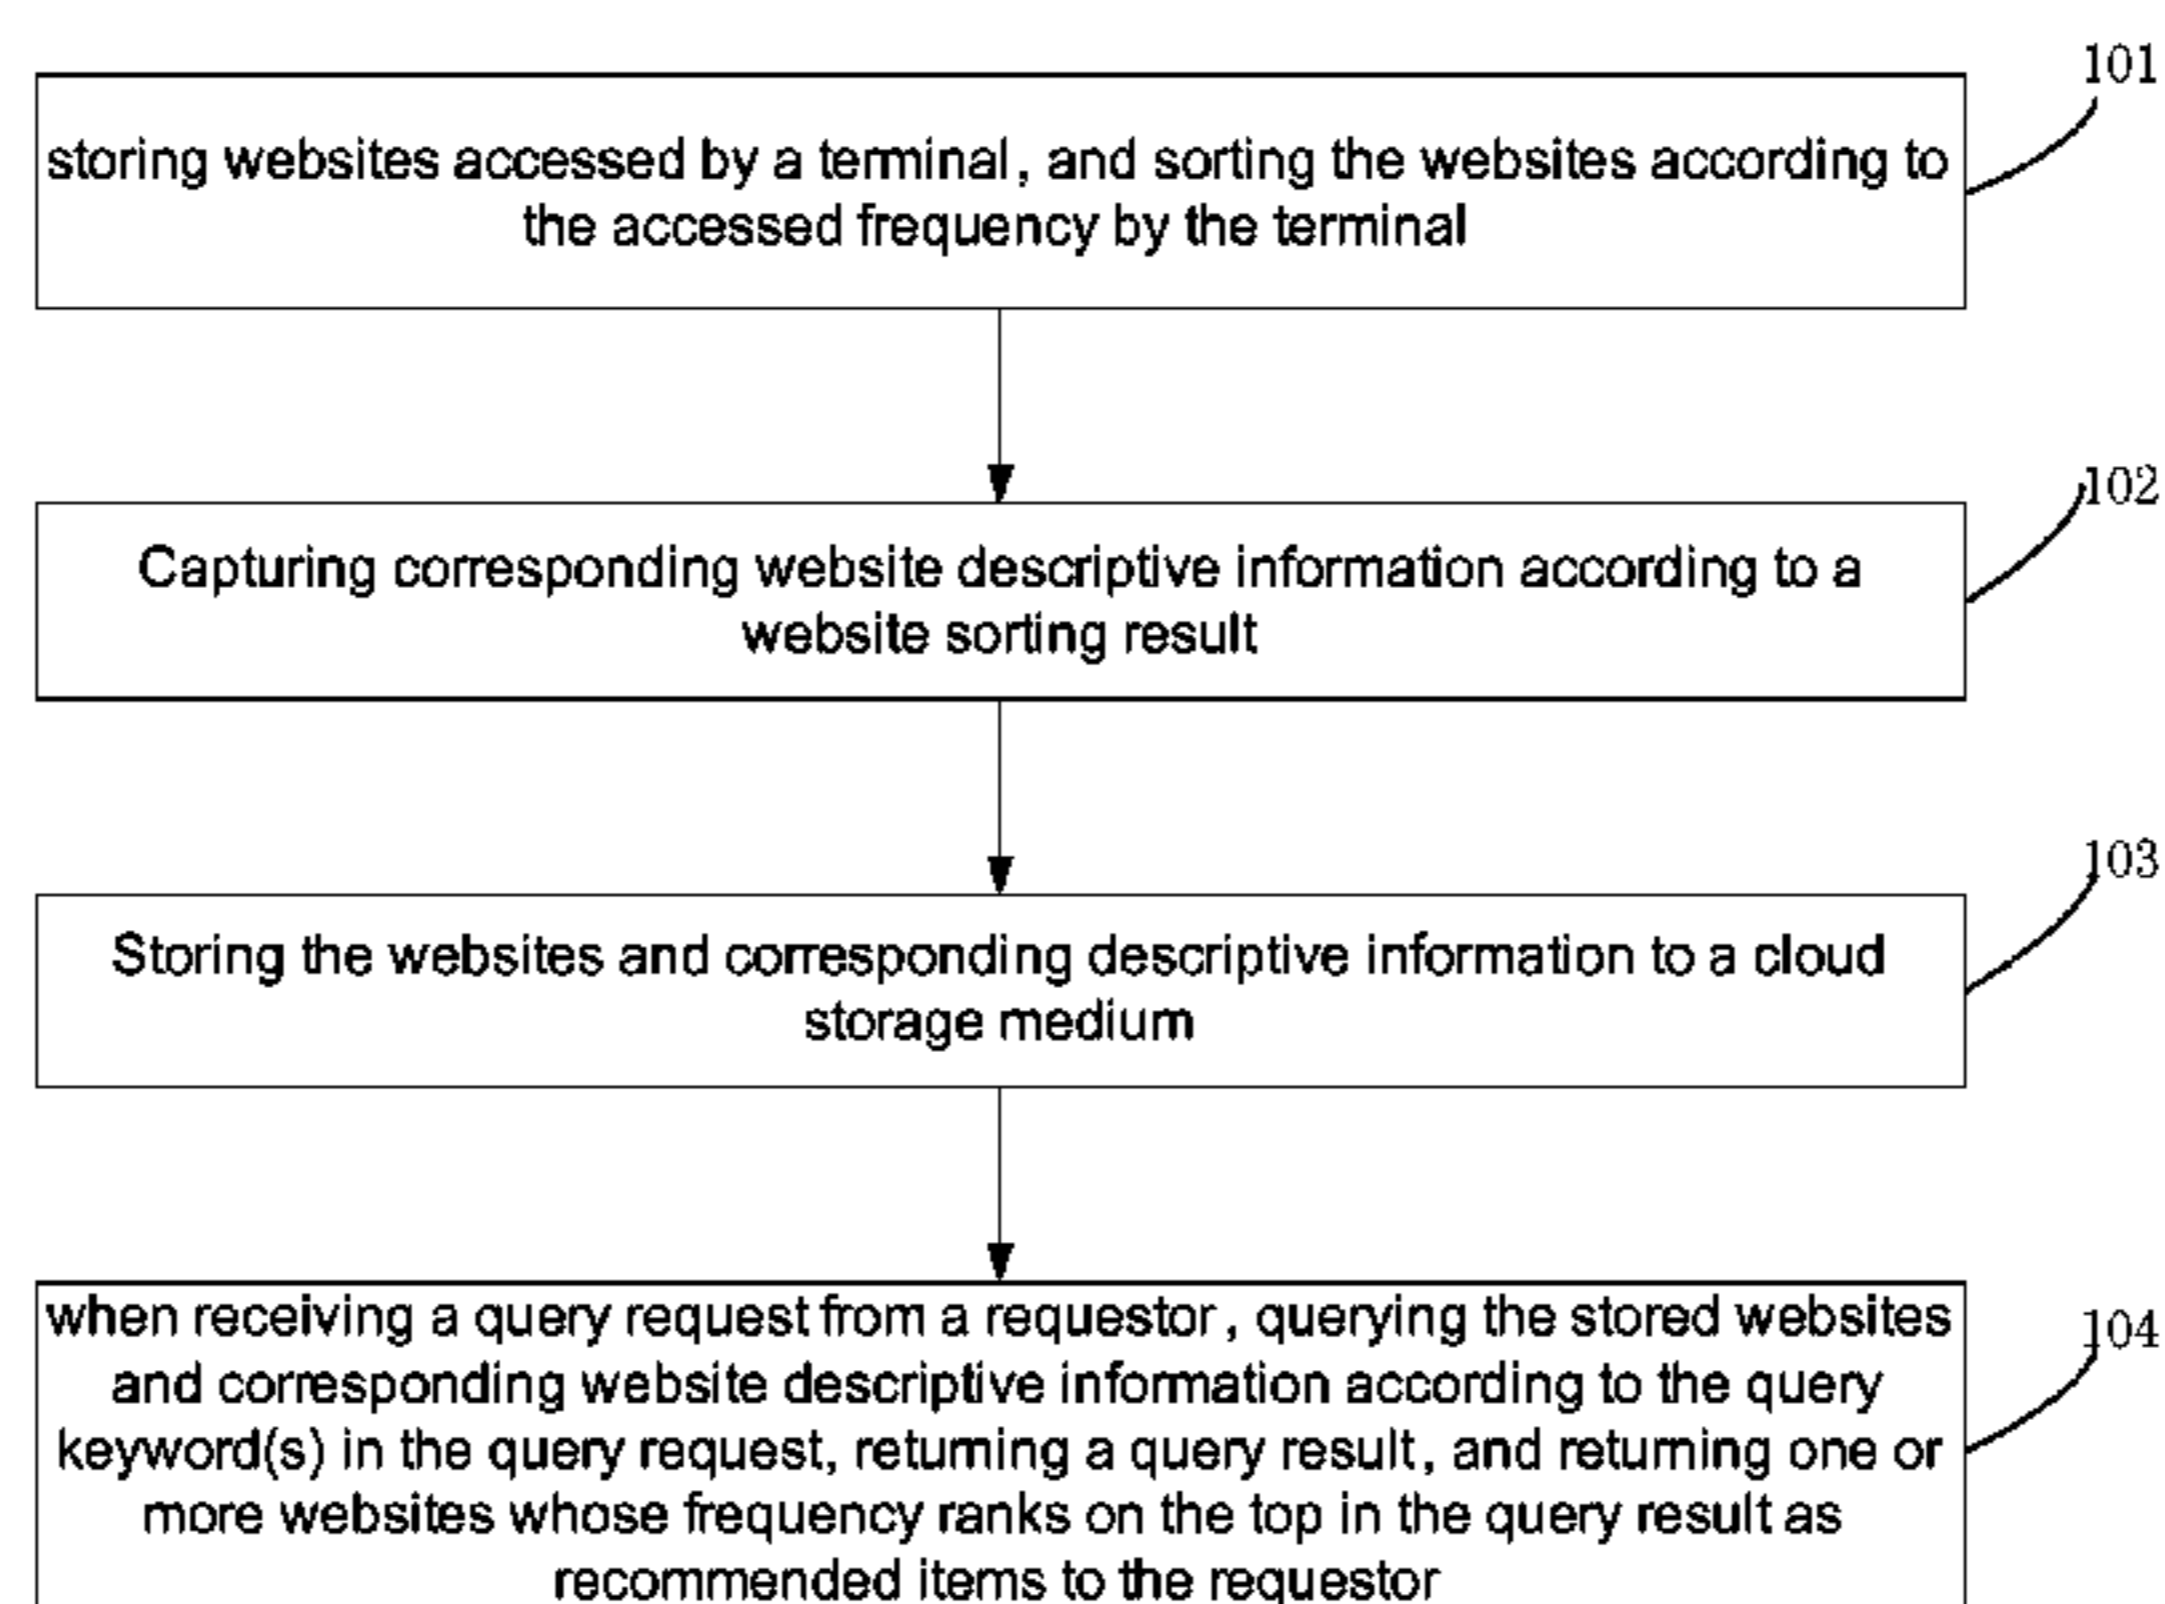 101
storing websites accessed by a terminal, and sorting the websites according to
the accessed frequency by the terminal
102
Capturing corresponding website descriptive information according to a
website sorting result
103
Storing the websites and corresponding descriptive information to a cloud
storage medium
104
when receiving a query request from a requestor, querying the stored websites
and corresponding website descriptive information according to the query
keyword(s) in the query request, returning a query result, and returning one or
more websites whose frequency ranks on the top in the query result as
recommended items to the requestor